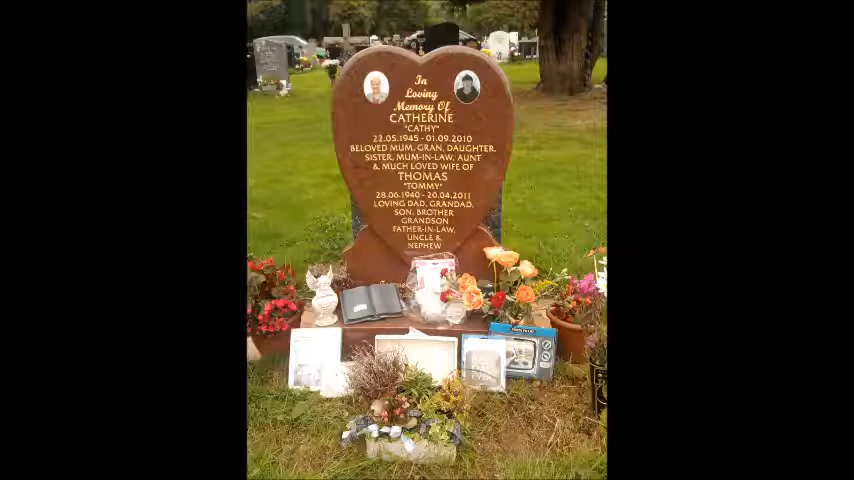 In
Loving
Memory Of
CATHERINE
"CATHY"
22.05.1945 - 01.09.2010
BELOVED MUM, GRAN, DAUGHTER,
SISTER, MUM-IN-LAW, AUNT
& MUCH LOVED WIFE OF
THOMAS
"TOMMY"
28.06.1940 - 20.04.2011
LOVING DAD, GRANDAD,
SON, BROTHER
GRANDSON
FATHER-IN-LAW,
UNCLE &
NEPHEW